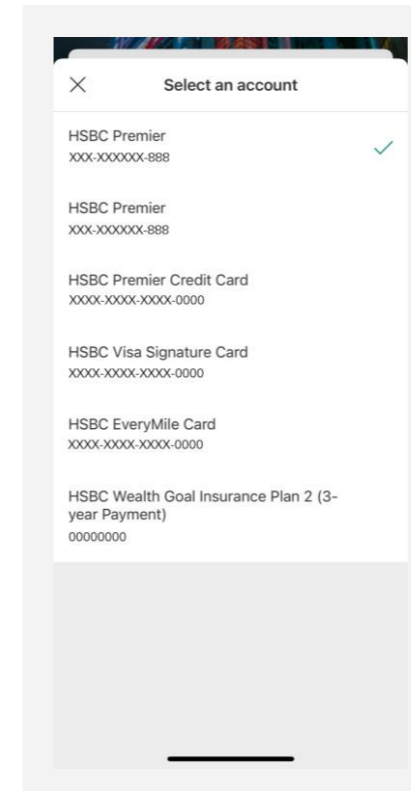 Select an account
HSBC Premier
XXX-XXXXXX-888
HSBC Premier
XXX-XXXXXX-888
HSBC Premier Credit Card
XXXX-XXXX-XXXX-0000
HSBC Visa Signature Card
XXXX-XXXX-XXXX-0000
HSBC EveryMile Card
XXXX-XXXX-XXXX-0000
HSBC Wealth Goal Insurance Plan 2 (3-
year Payment)
00000000